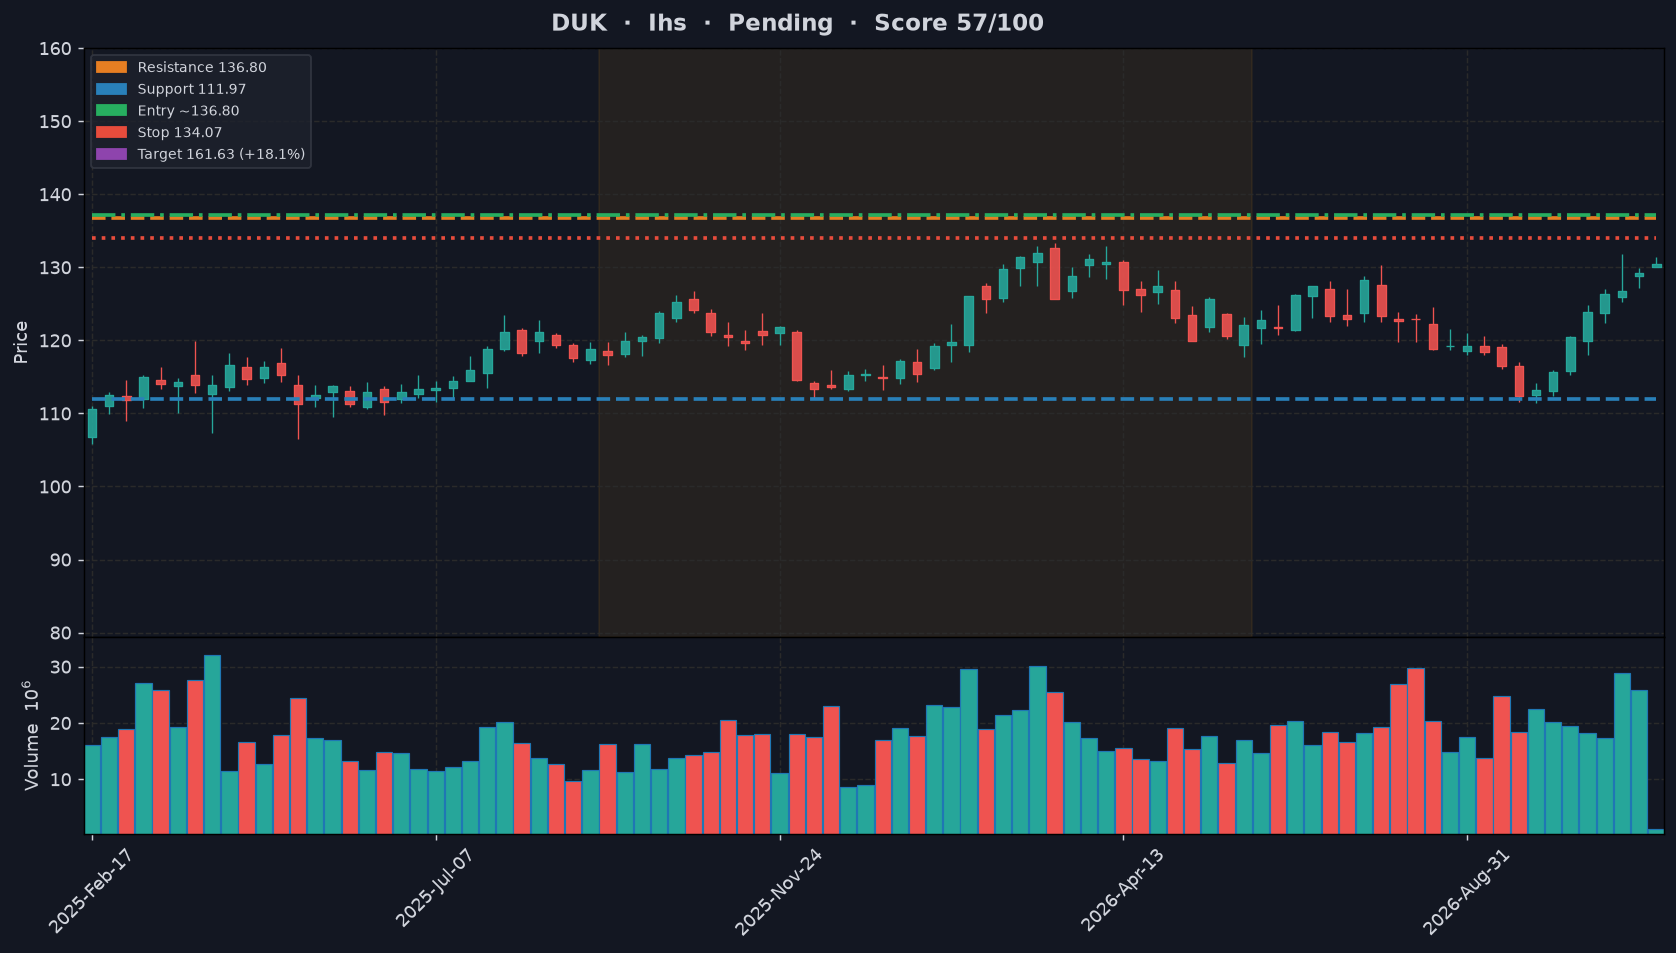 DUK · Ihs · Pending · Score 57/100
Resistance 136.80
Support 111.97
Entry ~136.80
Stop 134.07
Target 161.63 (+18.1%)
Price
160
150
140
130
120
110
100
90
80
Volume 10⁶
30
20
10
2025-Feb-17
2025-Jul-07
2025-Nov-24
2026-Apr-13
2026-Aug-31